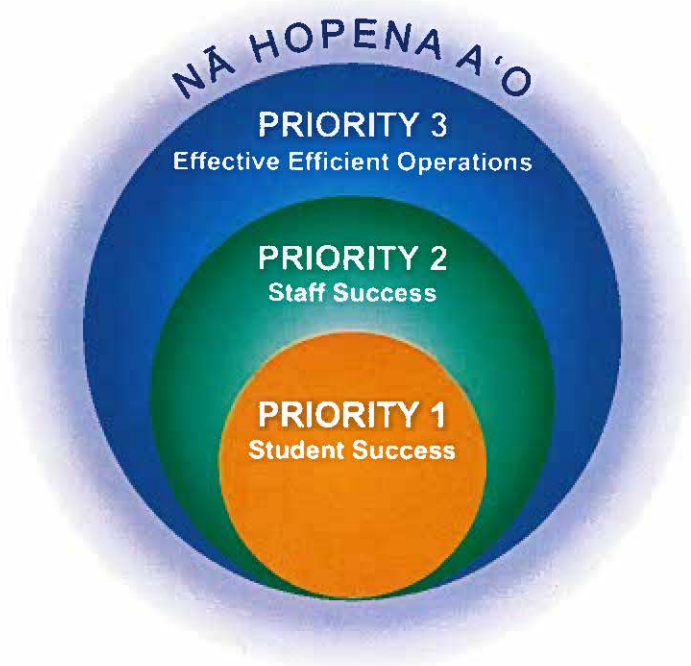 NĀ HOPENA A‘O
PRIORITY 3
Effective Efficient Operations
PRIORITY 2
Staff Success
PRIORITY 1
Student Success